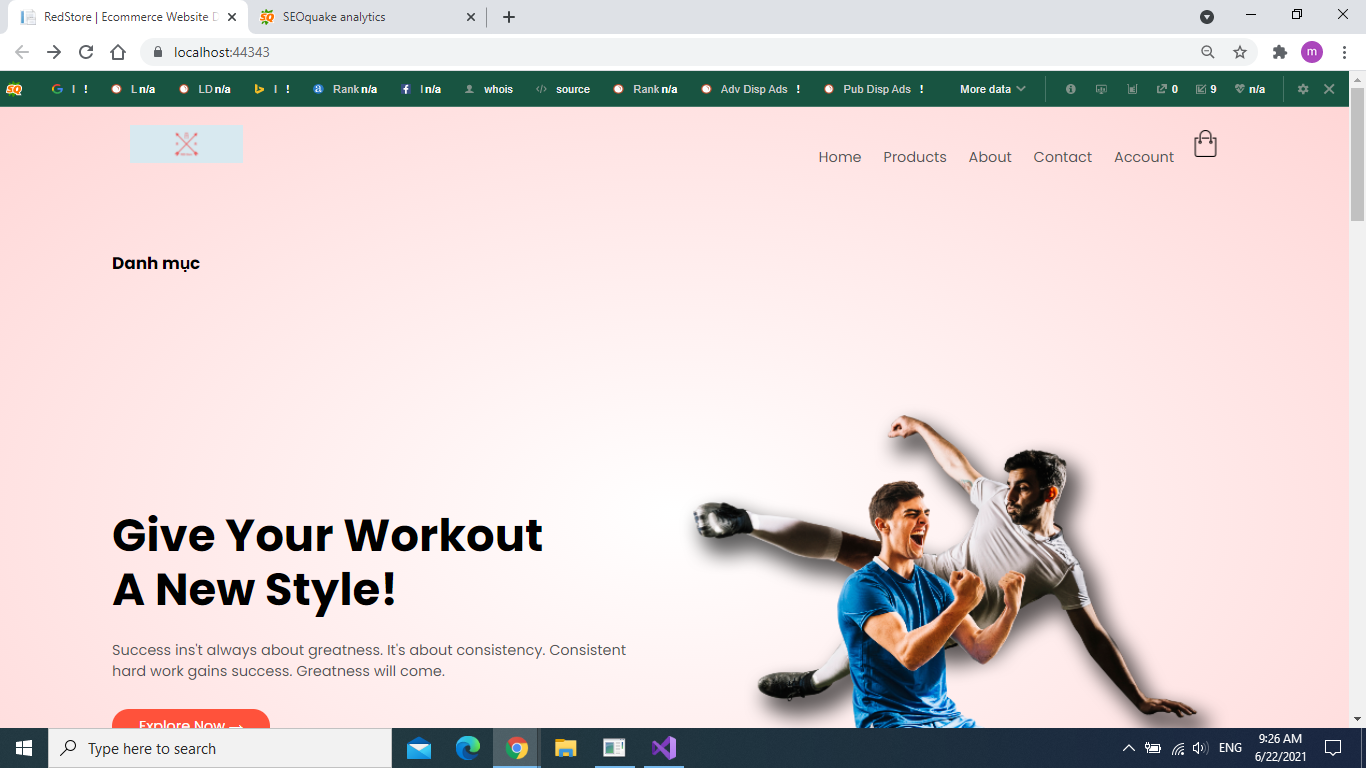 RedStore | Ecommerce Website D
SEOquake analytics
localhost:44343
m
SQ I ! L n/a LD n/a I ! Rank n/a I n/a whois source Rank n/a Adv Disp Ads ! Pub Disp Ads ! More data 0 9 n/a
Home Products About Contact Account
Danh mục
Give Your Workout
A New Style!
Success ins't always about greatness. It's about consistency. Consistent
hard work gains success. Greatness will come.
Explore Now →
Type here to search
ENG
9:26 AM
6/22/2021